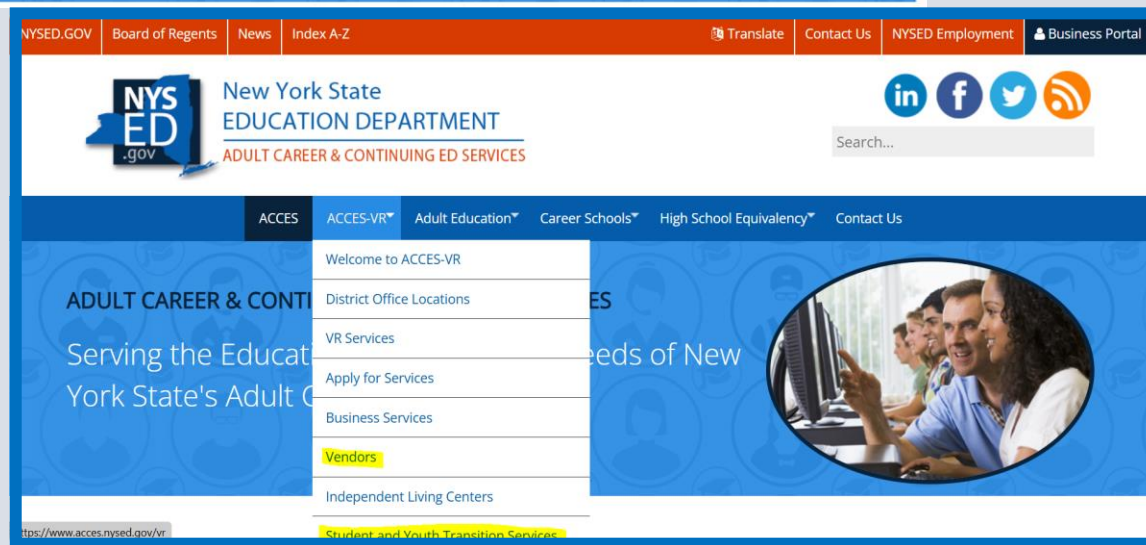 NYSED.GOV Board of Regents News Index A-Z Translate Contact Us NYSED Employment Business Portal
NYS
ED
.gov
New York State
EDUCATION DEPARTMENT
ADULT CAREER & CONTINUING ED SERVICES
in f
Search...
ACCES ACCES-VR Adult Education Career Schools High School Equivalency Contact Us
Welcome to ACCES-VR
District Office Locations
VR Services
Apply for Services
Business Services
Vendors
Independent Living Centers
Student and Youth Transition Services
ADULT CAREER & CONTI ES
Serving the Educati eeds of New
York State's Adult
ttps://www.acces.nysed.gov/vr